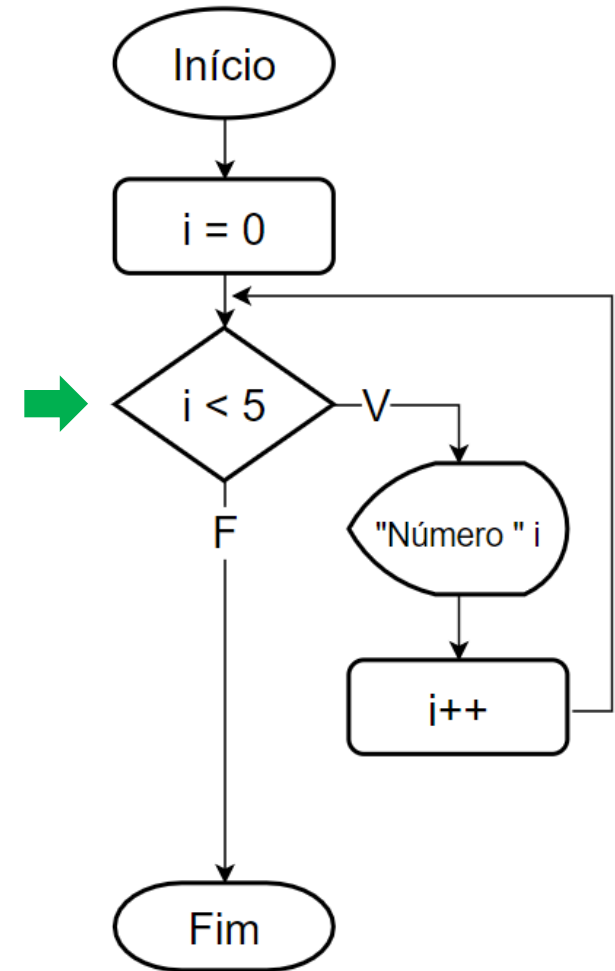 Início
i = 0
i < 5
V
F
"Número " i
i++
Fim